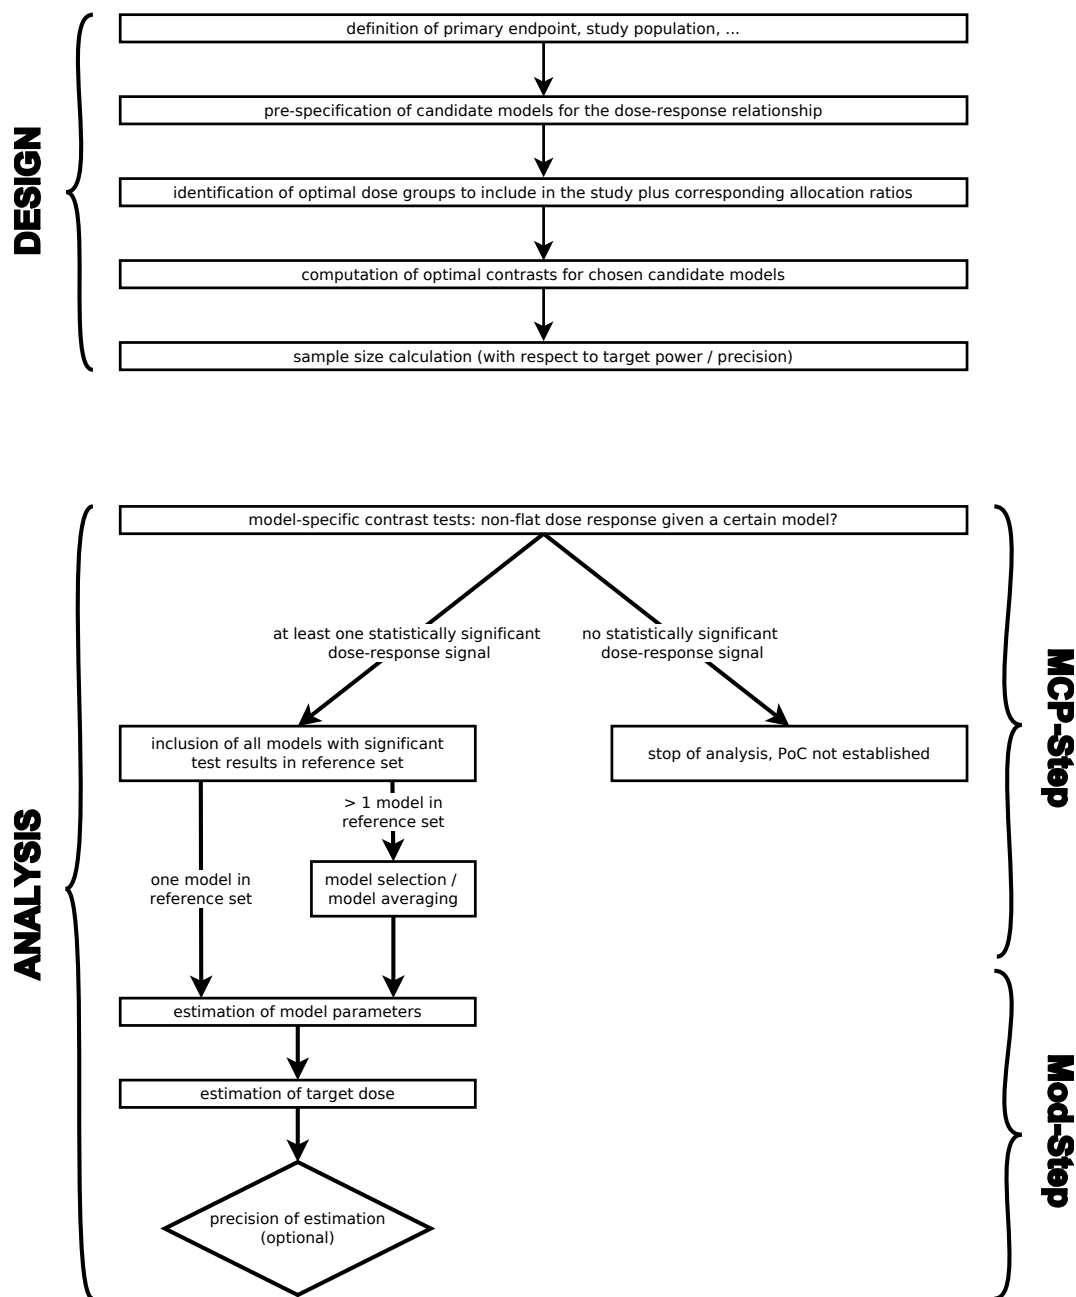 DESIGN
definition of primary endpoint, study population, ...
pre-specification of candidate models for the dose-response relationship
identification of optimal dose groups to include in the study plus corresponding allocation ratios
computation of optimal contrasts for chosen candidate models
sample size calculation (with respect to target power / precision)
ANALYSIS
MCP-Step
model-specific contrast tests: non-flat dose response given a certain model?
at least one statistically significant
dose-response signal
no statistically significant
dose-response signal
inclusion of all models with significant
test results in reference set
stop of analysis, PoC not established
> 1 model in
reference set
one model in
reference set
model selection /
model averaging
Mod-Step
estimation of model parameters
estimation of target dose
precision of estimation
(optional)